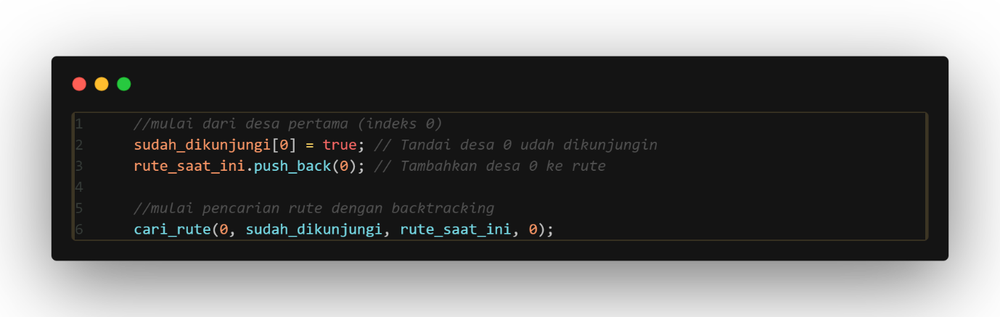 1 //mulai dari desa pertama (indeks 0)
2 sudah_dikunjungi[0] = true; // Tandai desa 0 udah dikunjungin
3 rute_saat_ini.push_back(0); // Tambahkan desa 0 ke rute
4
5 //mulai pencarian rute dengan backtracking
6 cari_rute(0, sudah_dikunjungi, rute_saat_ini, 0);